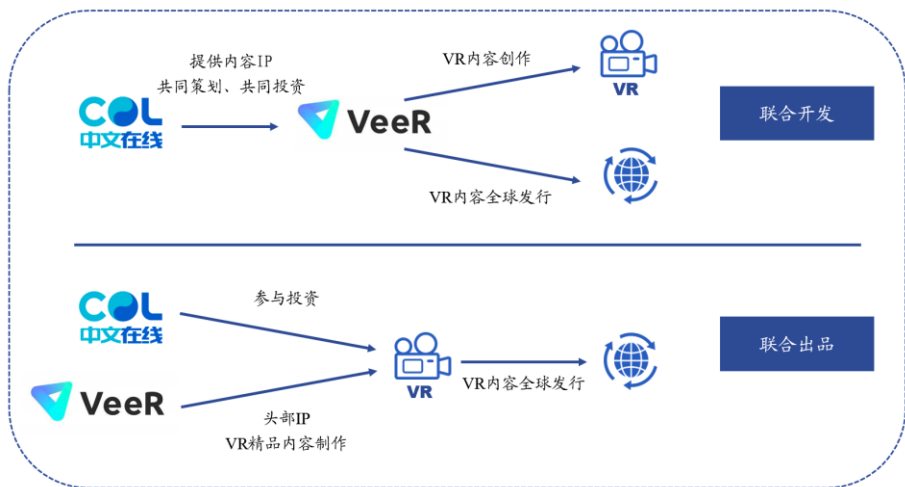 提供内容IP
共同策划、共同投资
COL
中文在线
VeeR
VR内容创作
VR
VR内容全球发行
联合开发
COL
中文在线
参与投资
VeeR
头部IP
VR精品内容制作
VR
VR内容全球发行
联合出品